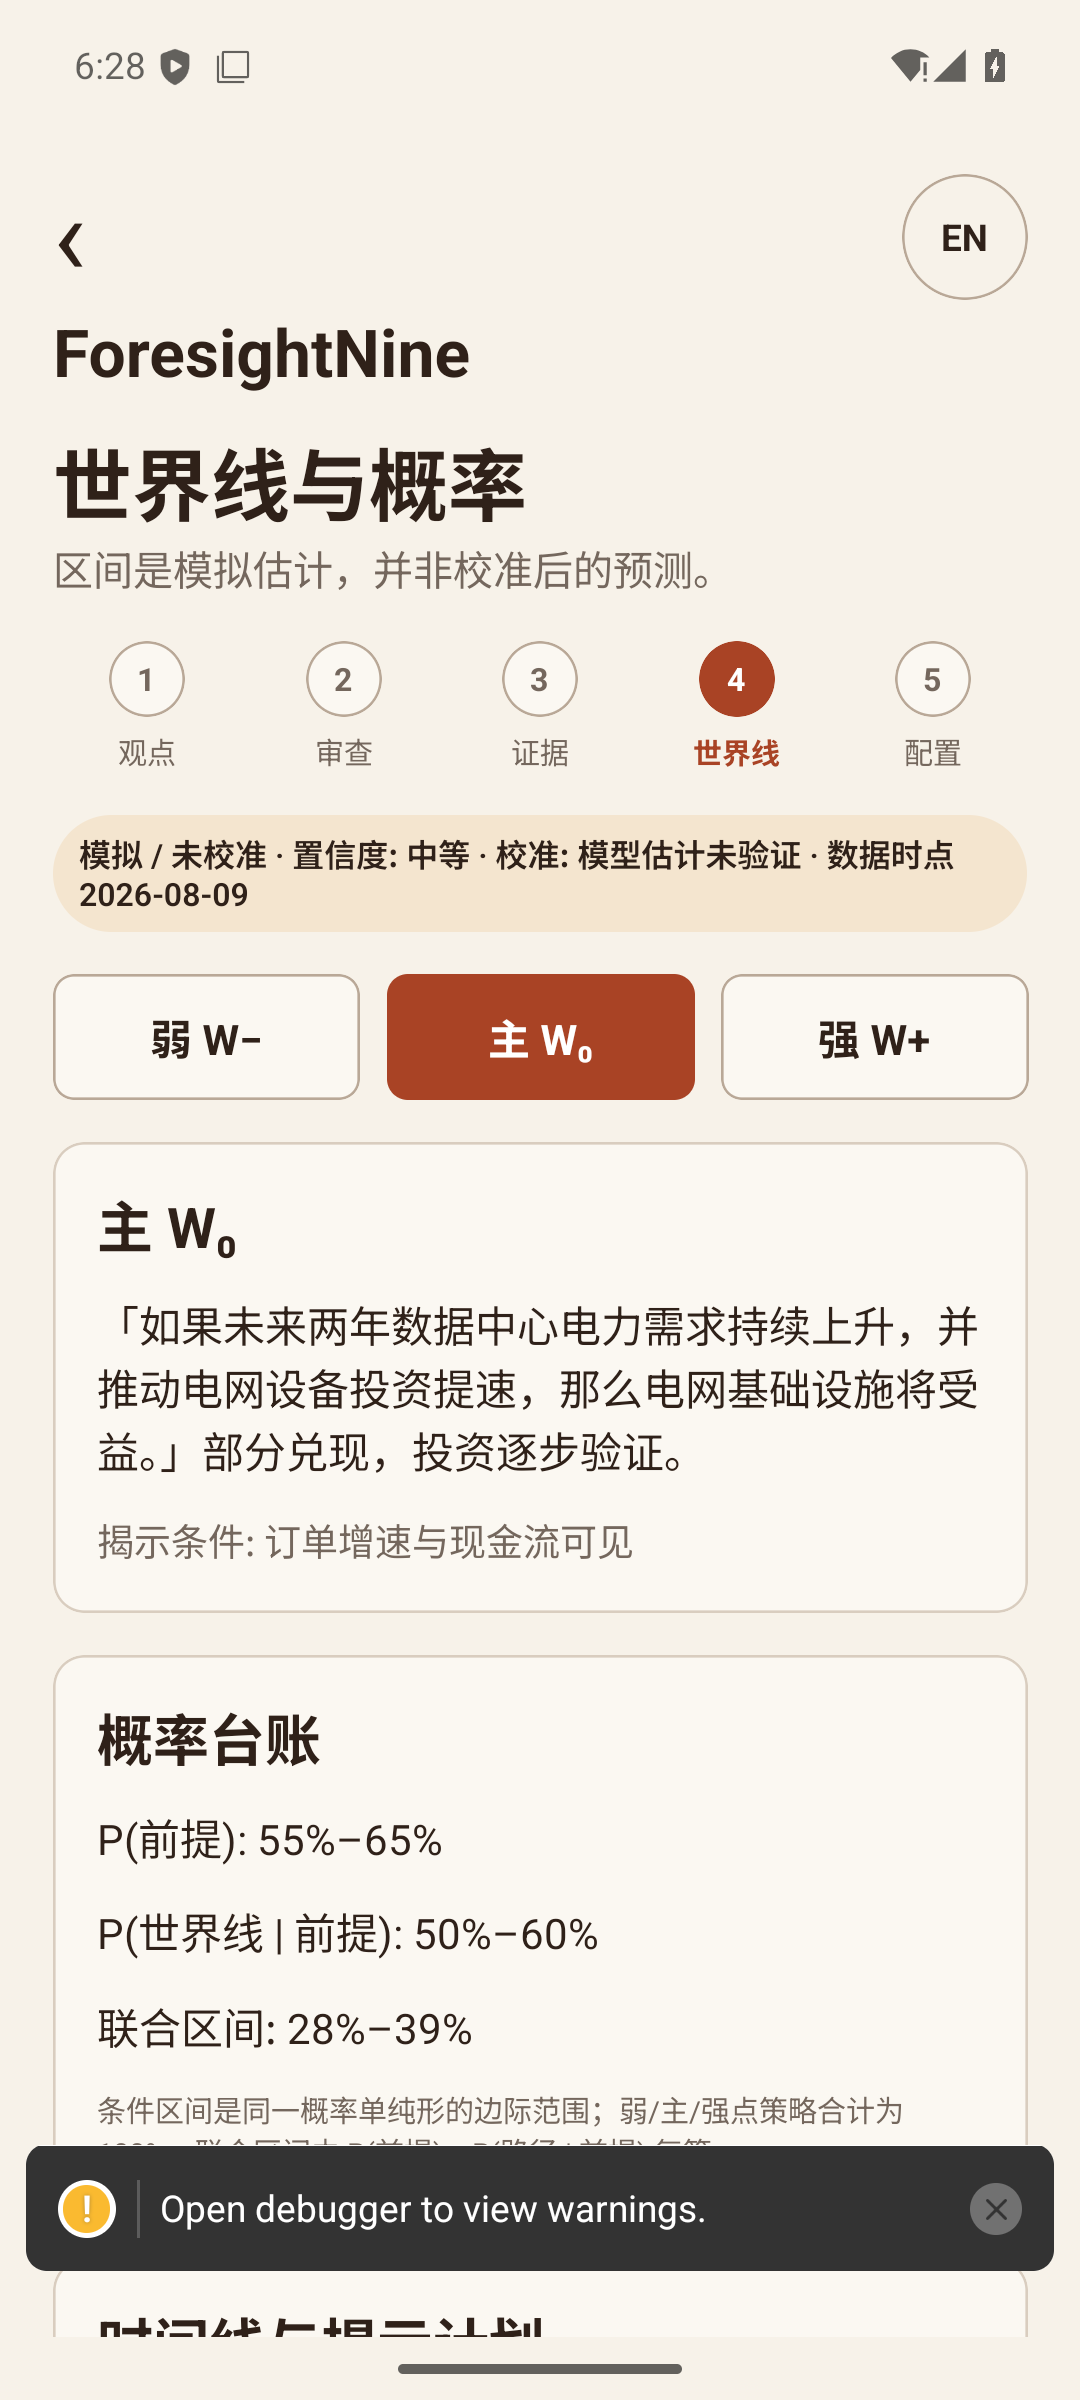 6:28
EN
ForesightNine
世界线与概率
区间是模拟估计，并非校准后的预测。
1
2
3
4
5
观点
审查
证据
世界线
配置
模拟 / 未校准 · 置信度: 中等 · 校准: 模型估计未验证 · 数据时点
2026-08-09
弱 W−
主 W₀
强 W+
主 W₀
「如果未来两年数据中心电力需求持续上升，并
推动电网设备投资提速，那么电网基础设施将受
益。」部分兑现，投资逐步验证。
揭示条件: 订单增速与现金流可见
概率台账
P(前提): 55%–65%
P(世界线 | 前提): 50%–60%
联合区间: 28%–39%
条件区间是同一概率单纯形的边际范围；弱/主/强点策略合计为
Open debugger to view warnings.